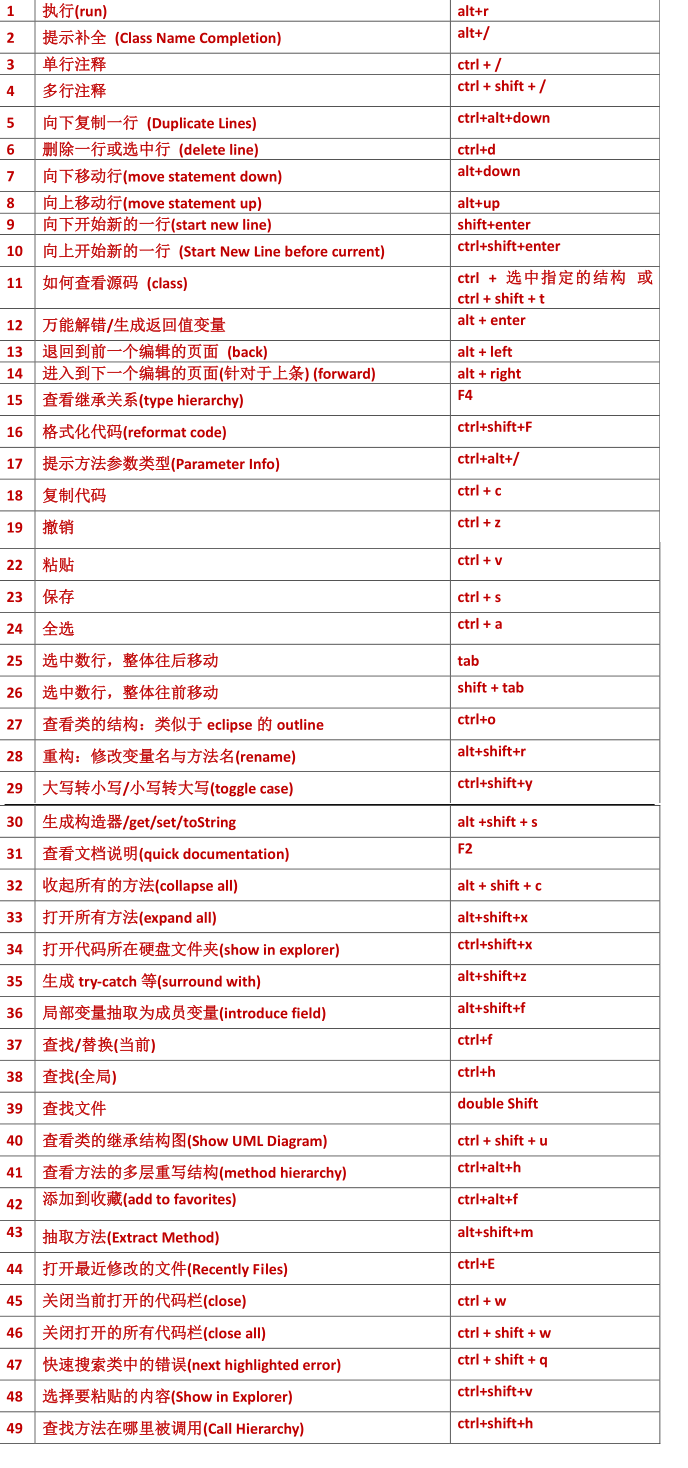 1 执行(run) alt+r
2 提示补全 (Class Name Completion) alt+/
3 单行注释 ctrl + /
4 多行注释 ctrl + shift + /
5 向下复制一行 (Duplicate Lines) ctrl+alt+down
6 删除一行或选中行 (delete line) ctrl+d
7 向下移动行(move statement down) alt+down
8 向上移动行(move statement up) alt+up
9 向下开始新的一行(start new line) shift+enter
10 向上开始新的一行 (Start New Line before current) ctrl+shift+enter
11 如何查看源码 (class) ctrl + 选中指定的结构 或
ctrl + shift + t
12 万能解错/生成返回值变量 alt + enter
13 退回到前一个编辑的页面 (back) alt + left
14 进入到下一个编辑的页面(针对于上条) (forward) alt + right
15 查看继承关系(type hierarchy) F4
16 格式化代码(reformat code) ctrl+shift+F
17 提示方法参数类型(Parameter Info) ctrl+alt+/
18 复制代码 ctrl + c
19 撤销 ctrl + z
22 粘贴 ctrl + v
23 保存 ctrl + s
24 全选 ctrl + a
25 选中数行，整体往后移动 tab
26 选中数行，整体往前移动 shift + tab
27 查看类的结构：类似于 eclipse 的 outline ctrl+o
28 重构：修改变量名与方法名(rename) alt+shift+r
29 大写转小写/小写转大写(toggle case) ctrl+shift+y
30 生成构造器/get/set/toString alt +shift + s
31 查看文档说明(quick documentation) F2
32 收起所有的方法(collapse all) alt + shift + c
33 打开所有方法(expand all) alt+shift+x
34 打开代码所在硬盘文件夹(show in explorer) ctrl+shift+x
35 生成 try-catch 等(surround with) alt+shift+z
36 局部变量抽取为成员变量(introduce field) alt+shift+f
37 查找/替换(当前) ctrl+f
38 查找(全局) ctrl+h
39 查找文件 double Shift
40 查看类的继承结构图(Show UML Diagram) ctrl + shift + u
41 查看方法的多层重写结构(method hierarchy) ctrl+alt+h
42 添加到收藏(add to favorites) ctrl+alt+f
43 抽取方法(Extract Method) alt+shift+m
44 打开最近修改的文件(Recently Files) ctrl+E
45 关闭当前打开的代码栏(close) ctrl + w
46 关闭打开的所有代码栏(close all) ctrl + shift + w
47 快速搜索类中的错误(next highlighted error) ctrl + shift + q
48 选择要粘贴的内容(Show in Explorer) ctrl+shift+v
49 查找方法在哪里被调用(Call Hierarchy) ctrl+shift+h